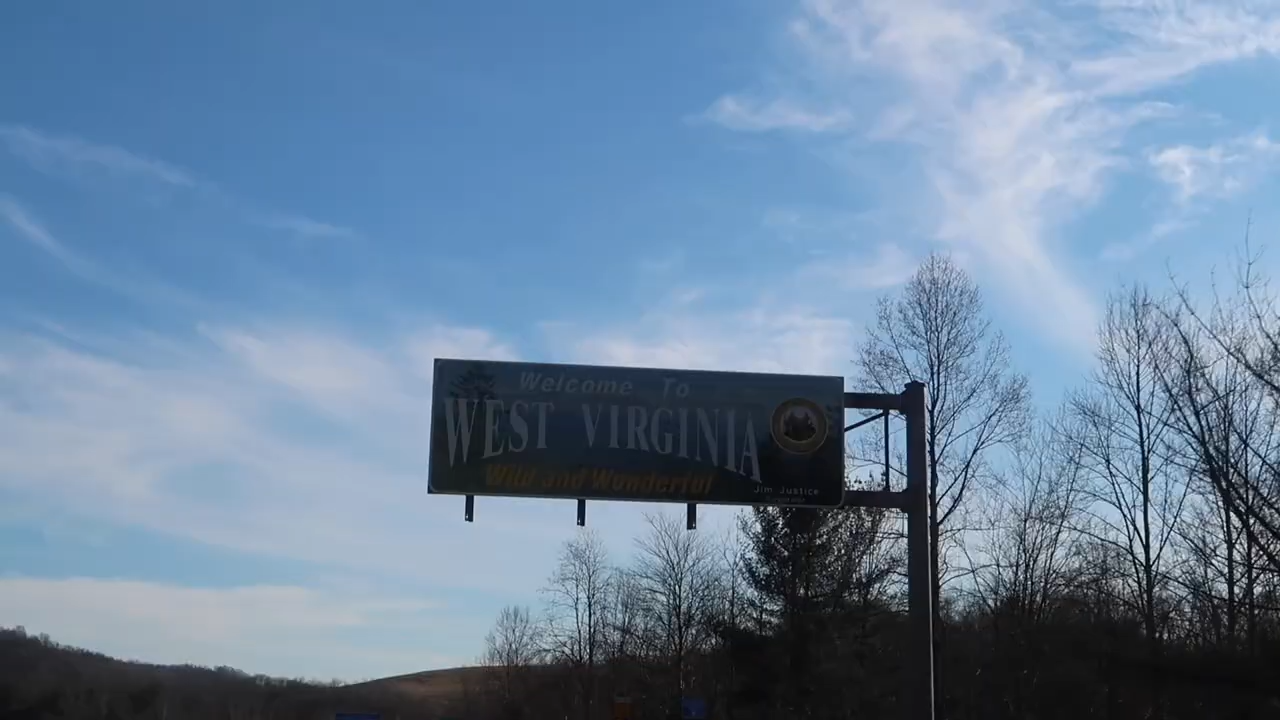 Welcome To
WEST VIRGINIA
Wild and Wonderful
Jim Justice